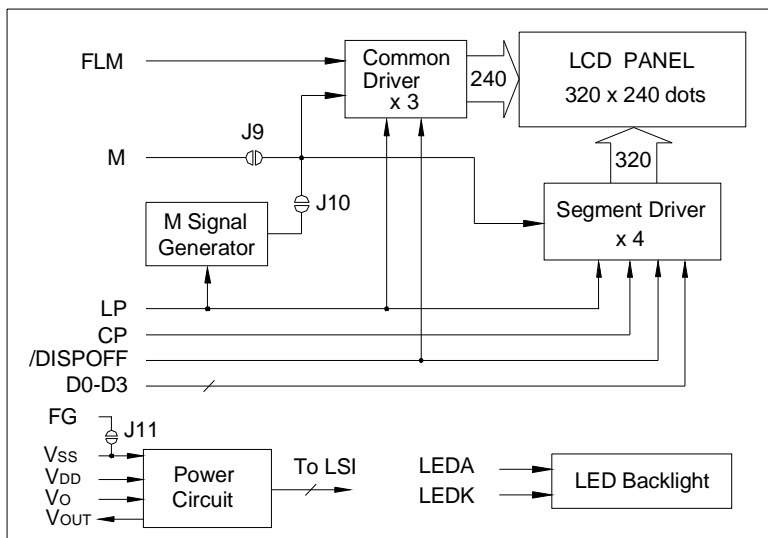 FLM
Common
Driver
x 3
240
LCD PANEL
320 x 240 dots
J9
M
320
J10
M Signal
Generator
Segment Driver
x 4
LP
CP
/DISPOFF
D0-D3
FG
J11
VSS
VDD
VO
VOUT
Power
Circuit
To LSI
LEDA
LEDK
LED Backlight